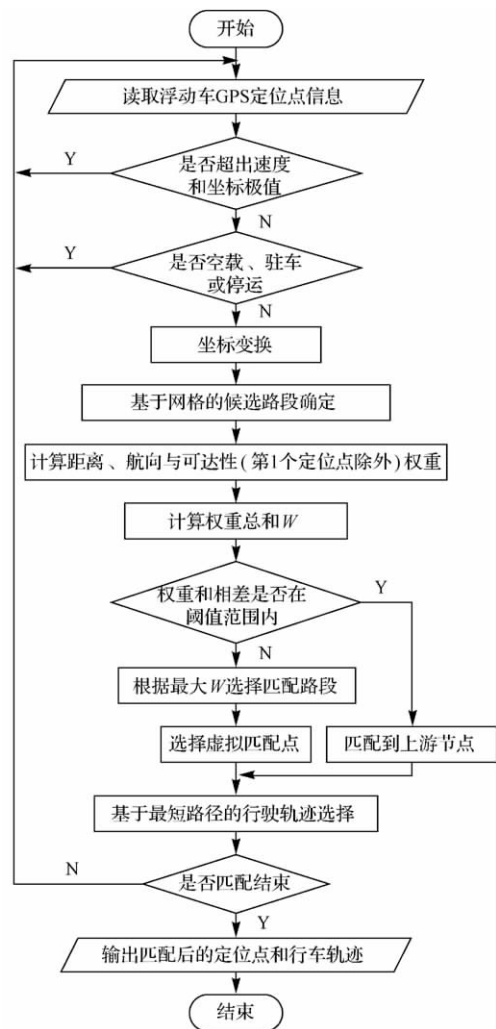 开始
读取浮动车GPS定位点信息
Y
是否超出速度
和坐标极值
N
Y
是否空载、驻车
或停运
N
坐标变换
基于网格的候选路段确定
计算距离、航向与可达性(第1个定位点除外)权重
计算权重总和W
权重和相差是否在
阈值范围内
Y
N
根据最大W选择匹配路段
选择虚拟匹配点
匹配到上游节点
基于最短路径的行驶轨迹选择
N
是否匹配结束
Y
输出匹配后的定位点和行车轨迹
结束